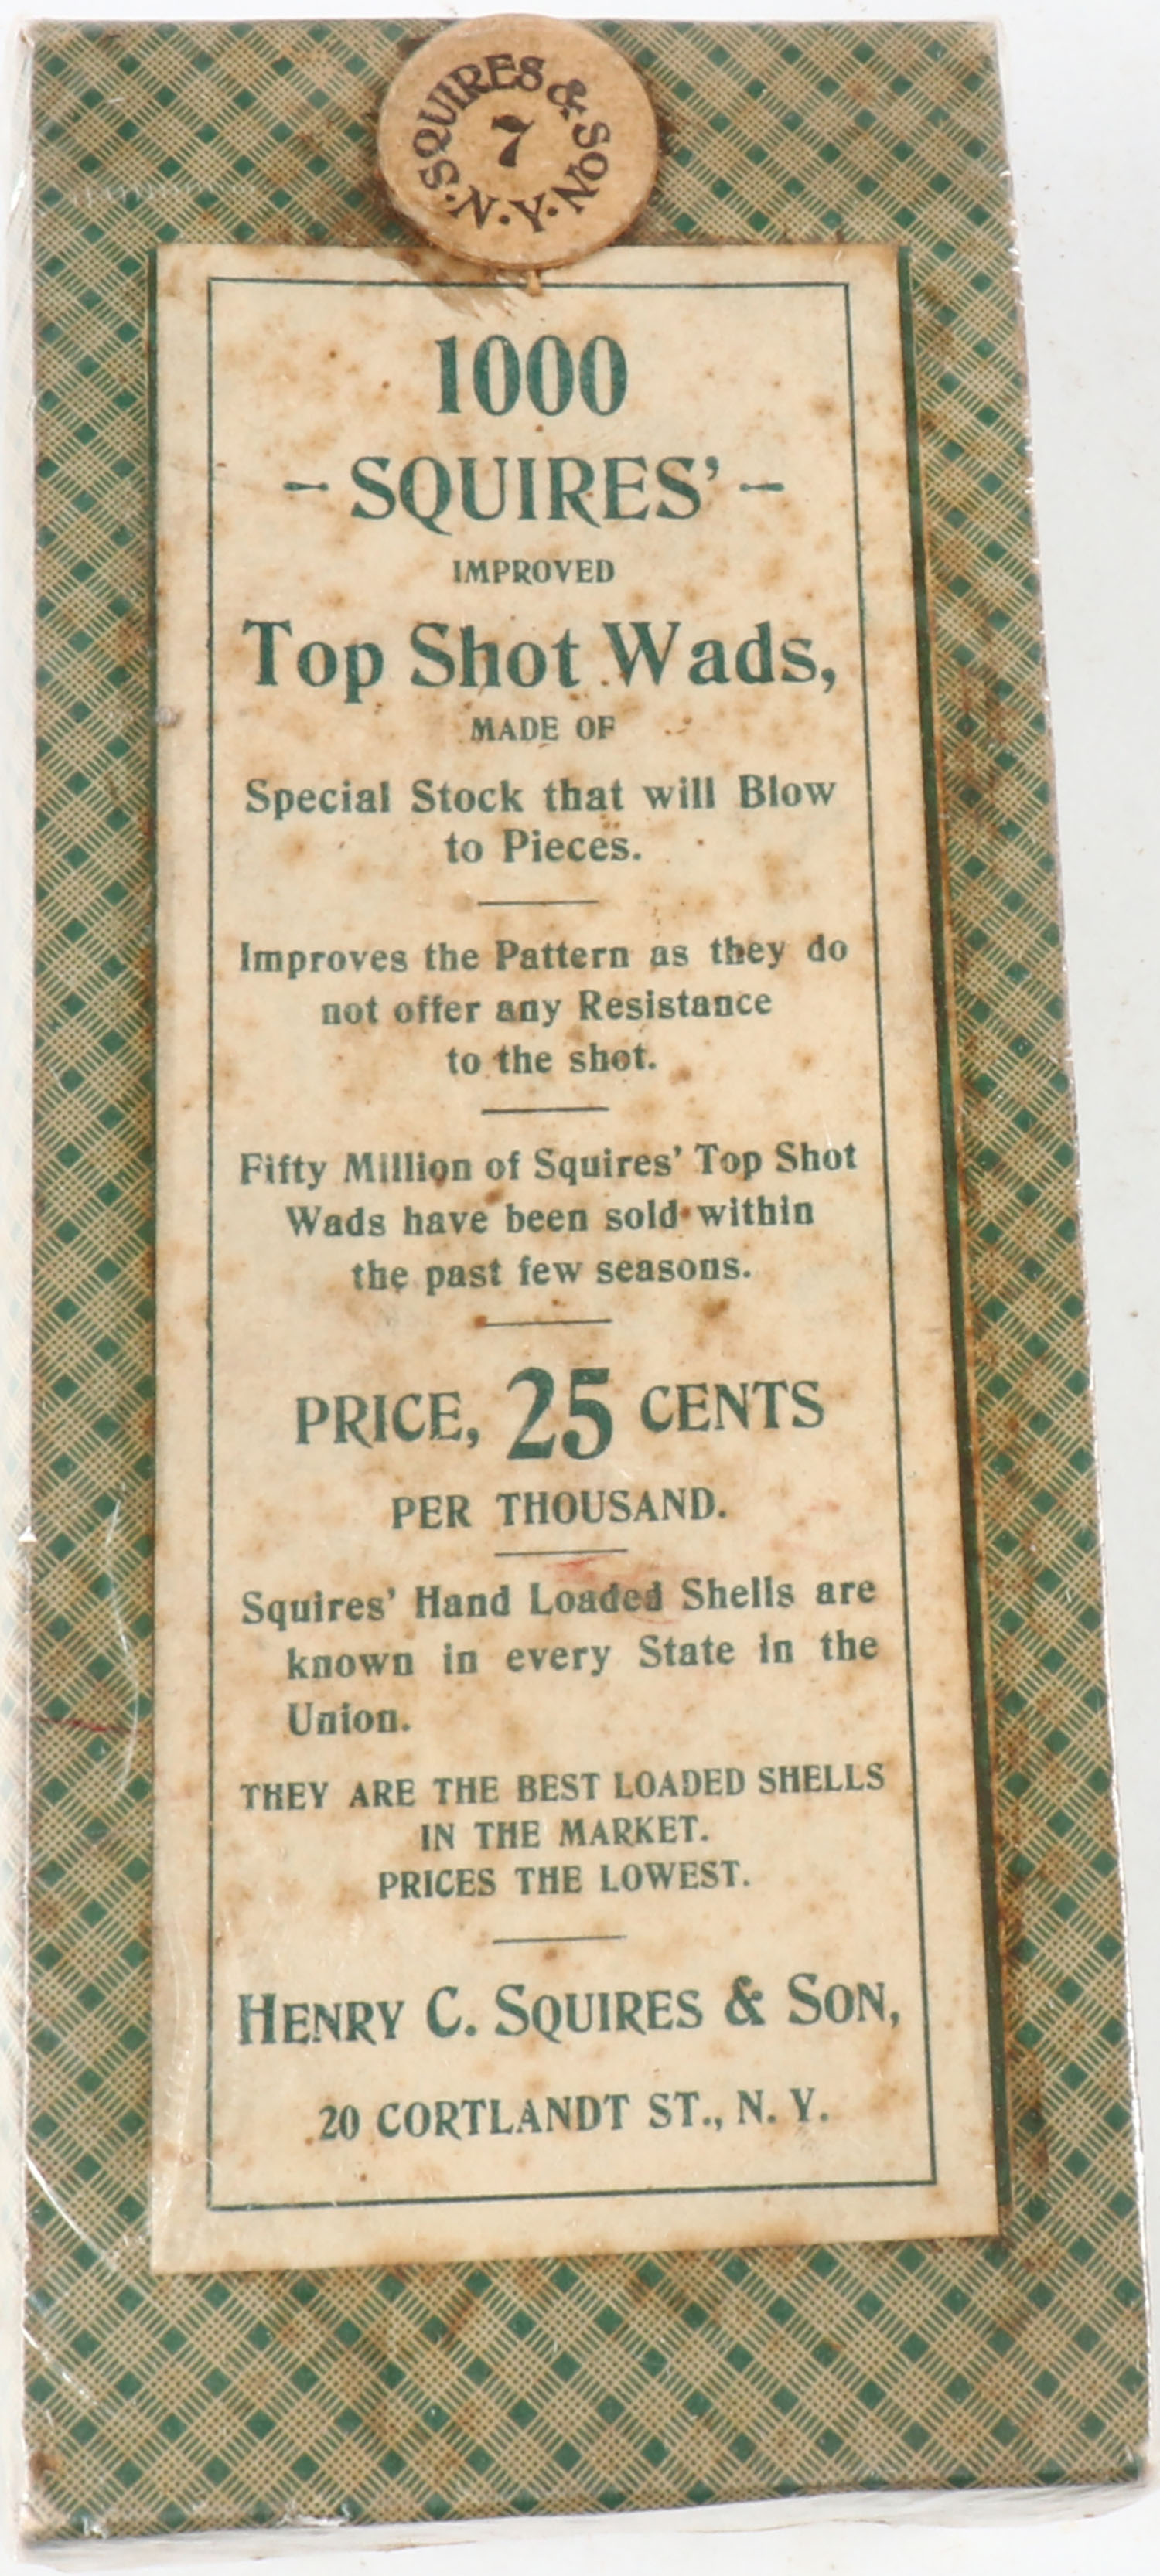 SQUIRES & SON
7
·N.Y.·
1000
- SQUIRES' -
IMPROVED
Top Shot Wads,
MADE OF
Special Stock that will Blow
to Pieces.
Improves the Pattern as they do
not offer any Resistance
to the shot.
Fifty Million of Squires' Top Shot
Wads have been sold within
the past few seasons.
PRICE, 25 CENTS
PER THOUSAND.
Squires' Hand Loaded Shells are
known in every State in the
Union.
THEY ARE THE BEST LOADED SHELLS
IN THE MARKET.
PRICES THE LOWEST.
HENRY C. SQUIRES & SON,
20 CORTLANDT ST., N. Y.